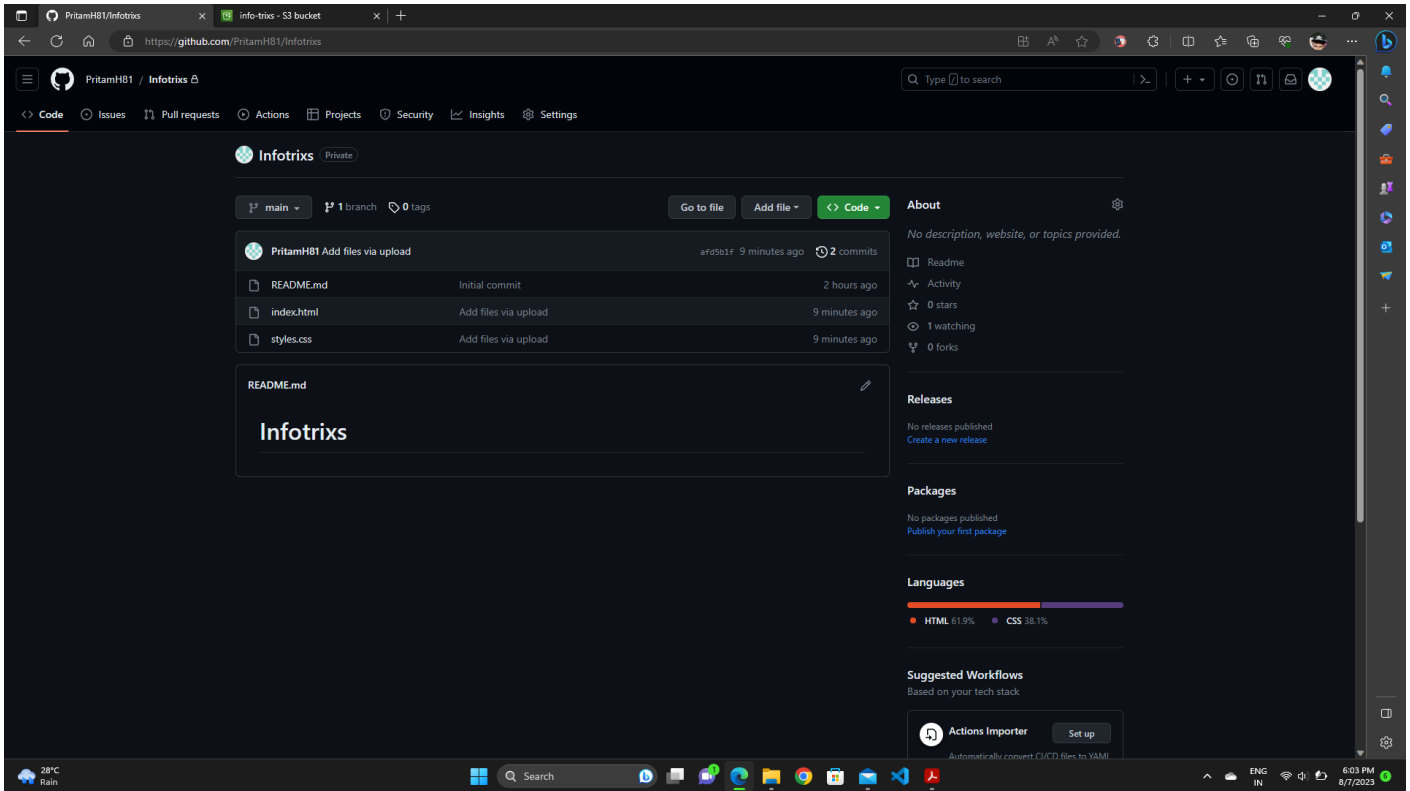 PritamH81/Infotrixs
info-trixs - S3 bucket
https://github.com/PritamH81/Infotrixs
PritamH81 / Infotrixs
Type / to search
Code
Issues
Pull requests
Actions
Projects
Security
Insights
Settings
Infotrixs Private
main
1 branch
0 tags
Go to file
Add file
Code
PritamH81 Add files via upload
afd5b1f 9 minutes ago
2 commits
README.md Initial commit 2 hours ago
index.html Add files via upload 9 minutes ago
styles.css Add files via upload 9 minutes ago
README.md
Infotrixs
About
No description, website, or topics provided.
Readme
Activity
0 stars
1 watching
0 forks
Releases
No releases published
Create a new release
Packages
No packages published
Publish your first package
Languages
HTML 61.9% CSS 38.1%
Suggested Workflows
Based on your tech stack
Actions Importer
Set up
Automatically convert CI/CD files to YAML
28°C
Rain
Search
1
ENG
IN
6:03 PM
8/7/2023
6